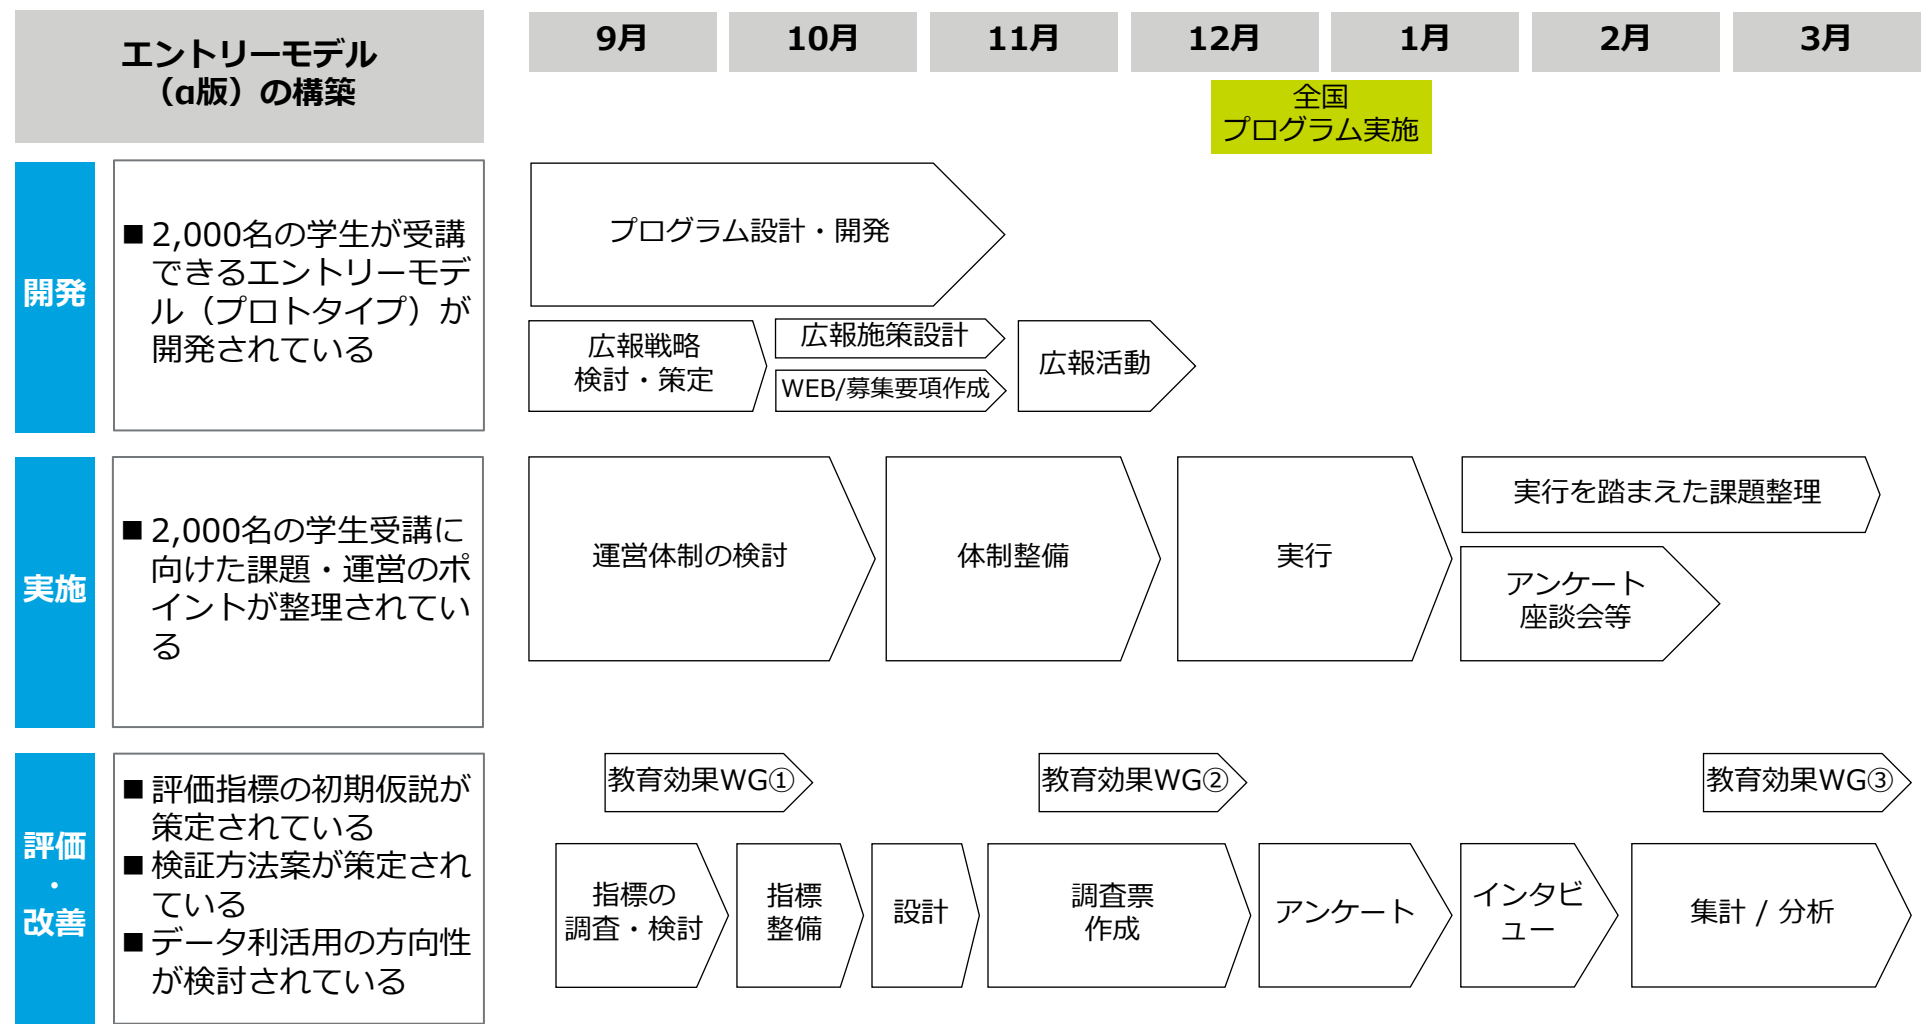 エントリーモデル
（α版）の構築
9月
10月
11月
12月
1月
2月
3月
全国
プログラム実施
開発
■2,000名の学生が受講
できるエントリーモデ
ル（プロトタイプ）が
開発されている
プログラム設計・開発
広報戦略
検討・策定
広報施策設計
WEB/募集要項作成
広報活動
実施
■2,000名の学生受講に
向けた課題・運営のポ
イントが整理されてい
る
運営体制の検討
体制整備
実行
実行を踏まえた課題整理
アンケート
座談会等
評価
・
改善
■評価指標の初期仮説が
策定されている
■検証方法案が策定され
ている
■データ利活用の方向性
が検討されている
教育効果WG①
教育効果WG②
教育効果WG③
指標の
調査・検討
指標
整備
設計
調査票
作成
アンケート
インタビ
ュー
集計 / 分析